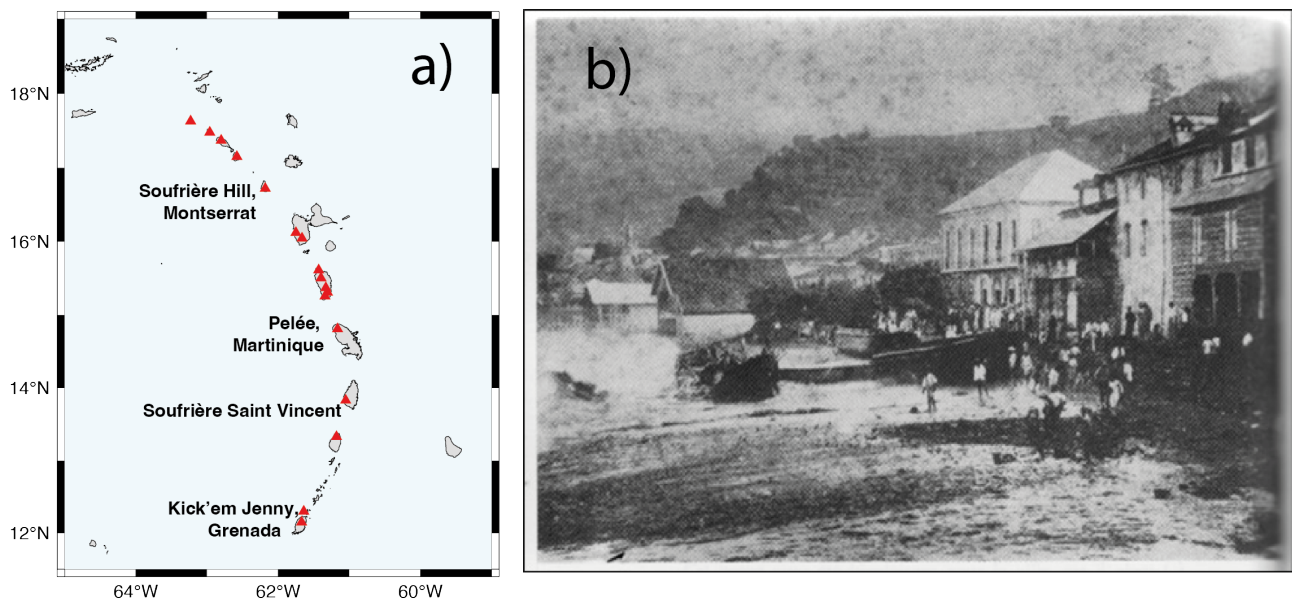 a)
b)
18°N
Soufrière Hill,
Montserrat
16°N
Pelée,
Martinique
14°N
Soufrière Saint Vincent
Kick'em Jenny,
Grenada
12°N
64°W 62°W 60°W